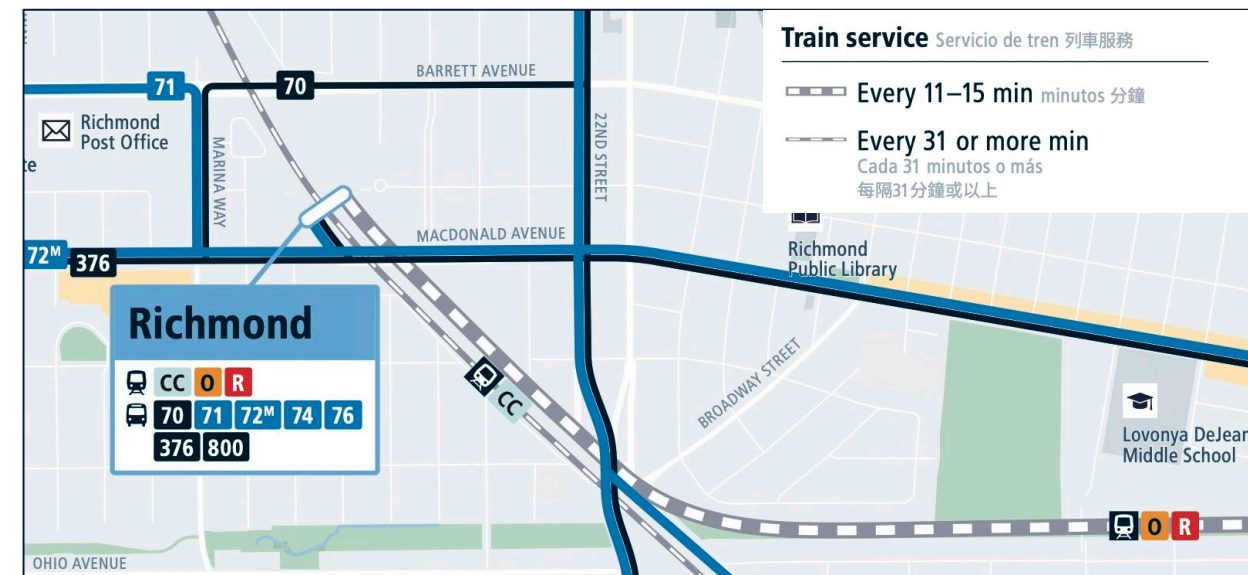 Train service Servicio de tren 列車服務
Every 11–15 min minutos 分鐘
Every 31 or more min
Cada 31 minutos o más
每隔31分鐘或以上
71
70
BARRETT AVENUE
Richmond
Post Office
MARINA WAY
22ND STREET
MACDONALD AVENUE
72M
376
Richmond
Public Library
Richmond
CC O R
70 71 72M 74 76
376 800
CC
BROADWAY STREET
Lovonya DeJean
Middle School
O R
OHIO AVENUE